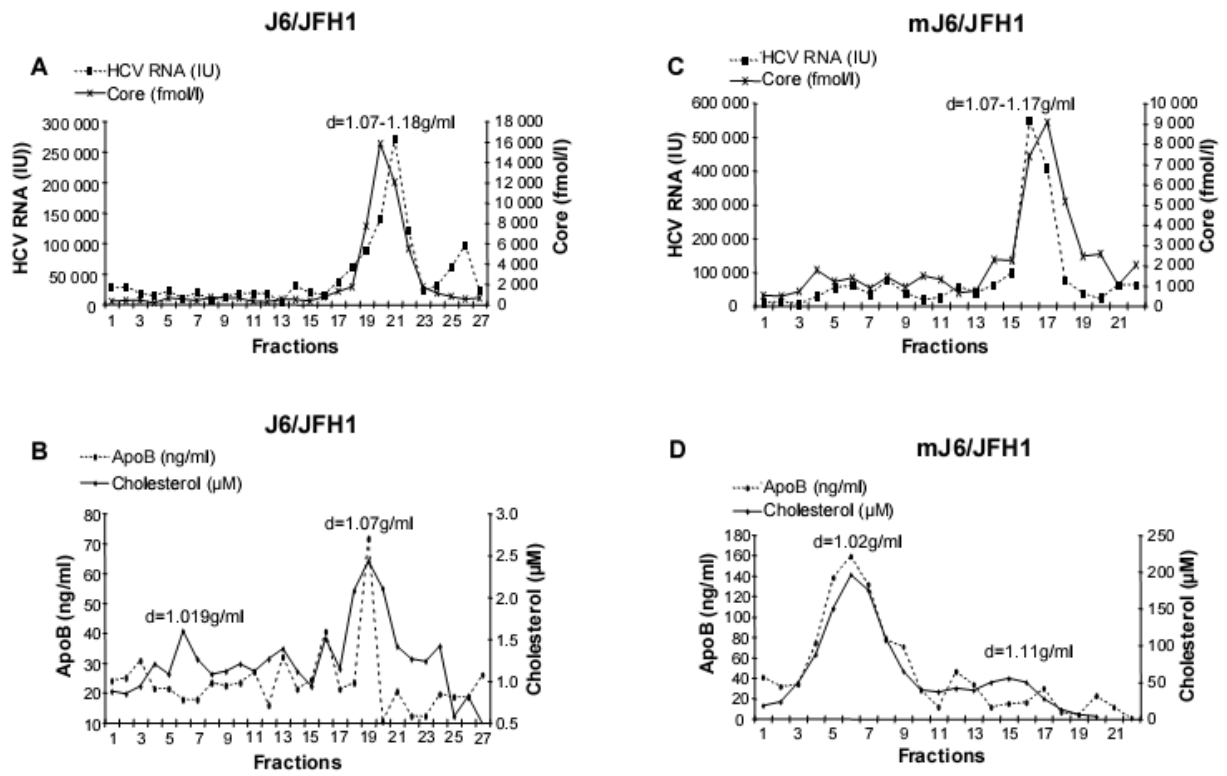 J6/JFH1
A
HCV RNA (IU)
Core (fmol/l)
d=1.07-1.18g/ml
HCV RNA (IU))
300 000
250 000
200 000
150 000
100 000
50 000
0
18 000
16 000
14 000
12 000
10 000
8 000
6 000
4 000
2 000
0
Core (fmol/l)
1 3 5 7 9 11 13 15 17 19 21 23 25 27
Fractions
mJ6/JFH1
C
HCV RNA (IU)
Core (fmol/l)
d=1.07-1.17g/ml
HCV RNA (IU)
600 000
500 000
400 000
300 000
200 000
100 000
0
10 000
9 000
8 000
7 000
6 000
5 000
4 000
3 000
2 000
1 000
0
Core (fmol/l)
1 3 5 7 9 11 13 15 17 19 21
Fractions
J6/JFH1
B
ApoB (ng/ml)
Cholesterol (µM)
d=1.07g/ml
d=1.019g/ml
ApoB (ng/ml)
80
70
60
50
40
30
20
10
3.0
2.5
2.0
1.5
1.0
0.5
Cholesterol (µM)
1 3 5 7 9 11 13 15 17 19 21 23 25 27
Fractions
mJ6/JFH1
D
ApoB (ng/ml)
Cholesterol (µM)
d=1.02g/ml
d=1.11g/ml
ApoB (ng/ml)
180
160
140
120
100
80
60
40
20
0
250
200
150
100
50
0
Cholesterol (µM)
1 3 5 7 9 11 13 15 17 19 21
Fractions